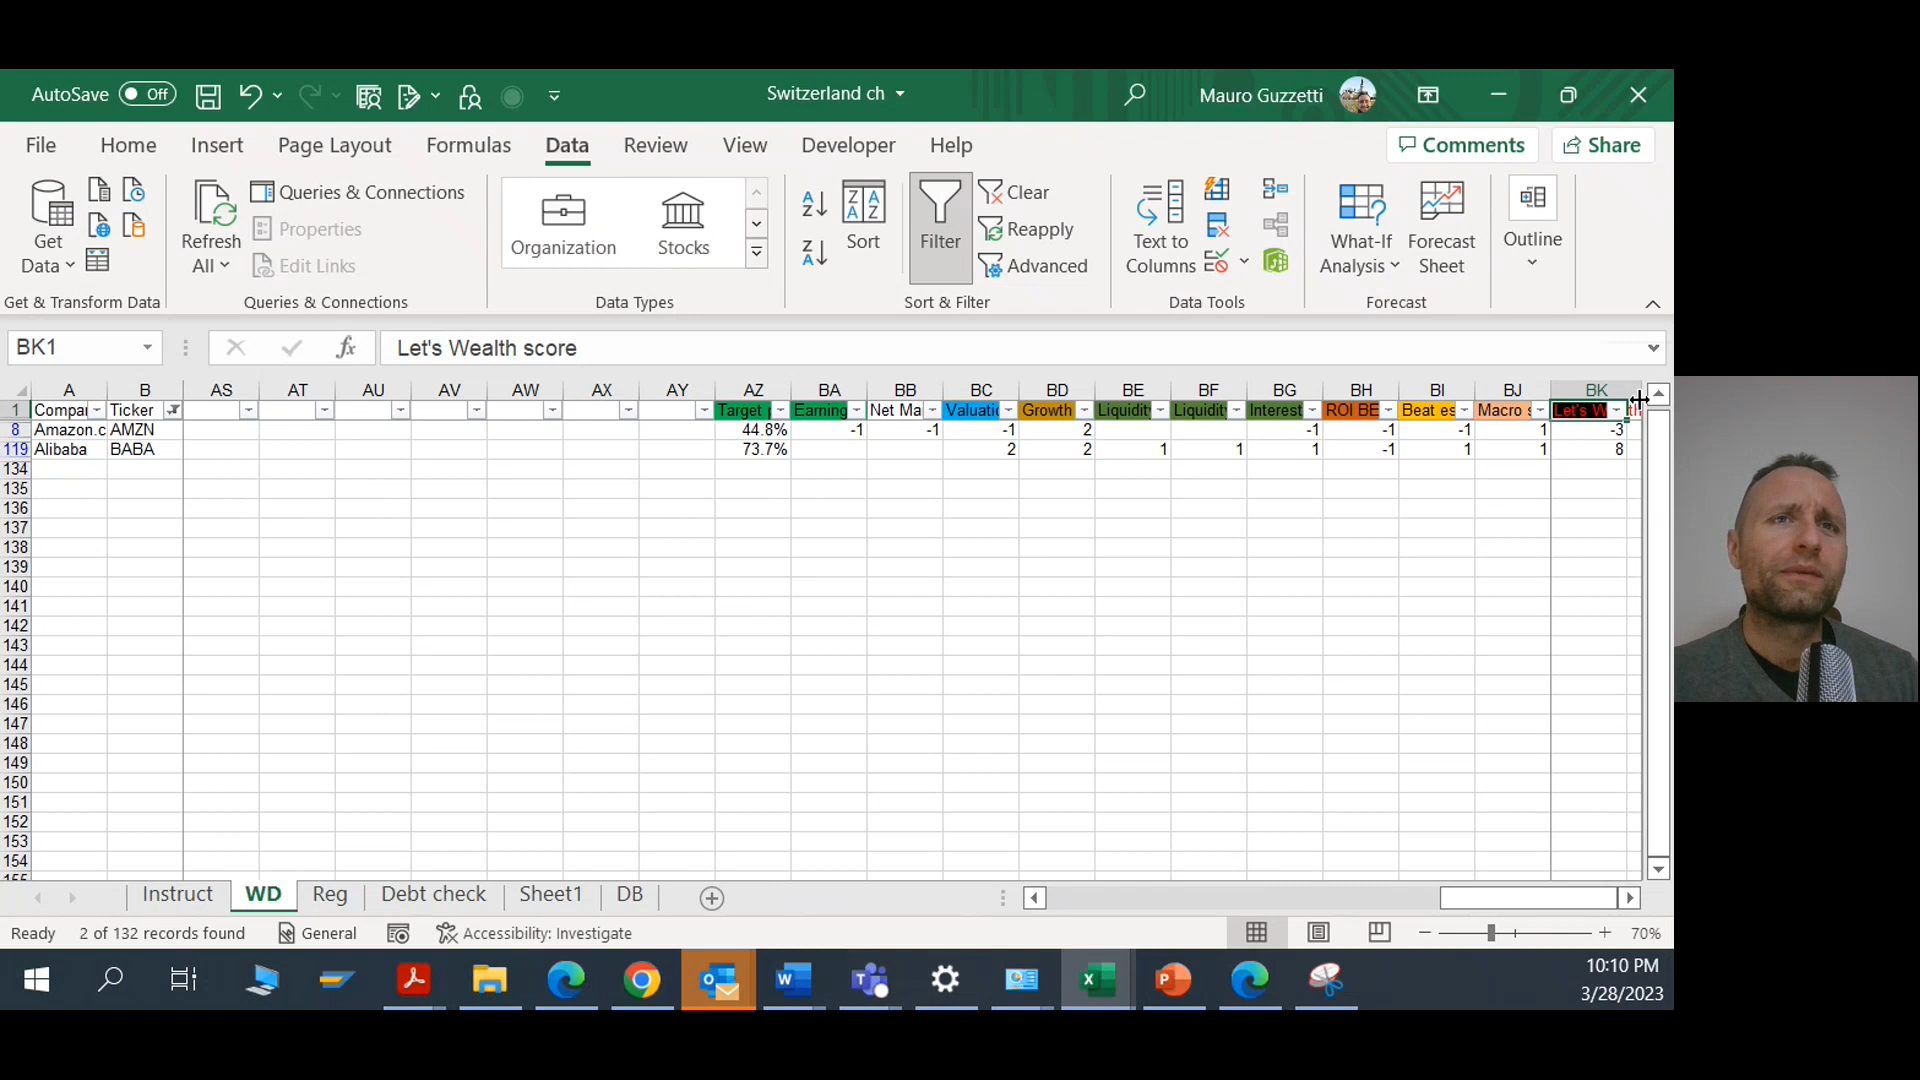 AutoSave Off Switzerland ch Mauro Guzzetti
File Home Insert Page Layout Formulas Data Review View Developer Help Comments Share
Get Data Refresh All Queries & Connections Properties Edit Links Organization Stocks Sort Filter Clear Reapply Advanced Text to Columns What-If Analysis Forecast Sheet Outline
Get & Transform Data Queries & Connections Data Types Sort & Filter Data Tools Forecast
BK1 fx Let's Wealth score
A B AS AT AU AV AW AX AY AZ BA BB BC BD BE BF BG BH BI BJ BK
1 Compa Ticker Target Earning Net Ma Valuatio Growth Liquidity Liquidity Interest ROI BE Beat es Macro s Let's W
8 Amazon.c AMZN 44.8% -1 -1 -1 2 -1 -1 -1 1 -3
119 Alibaba BABA 73.7% 2 2 1 1 1 -1 1 1 8
134
135
136
137
138
139
140
141
142
143
144
145
146
147
148
149
150
151
152
153
154
Instruct WD Reg Debt check Sheet1 DB
Ready 2 of 132 records found General Accessibility: Investigate 70%
10:10 PM
3/28/2023